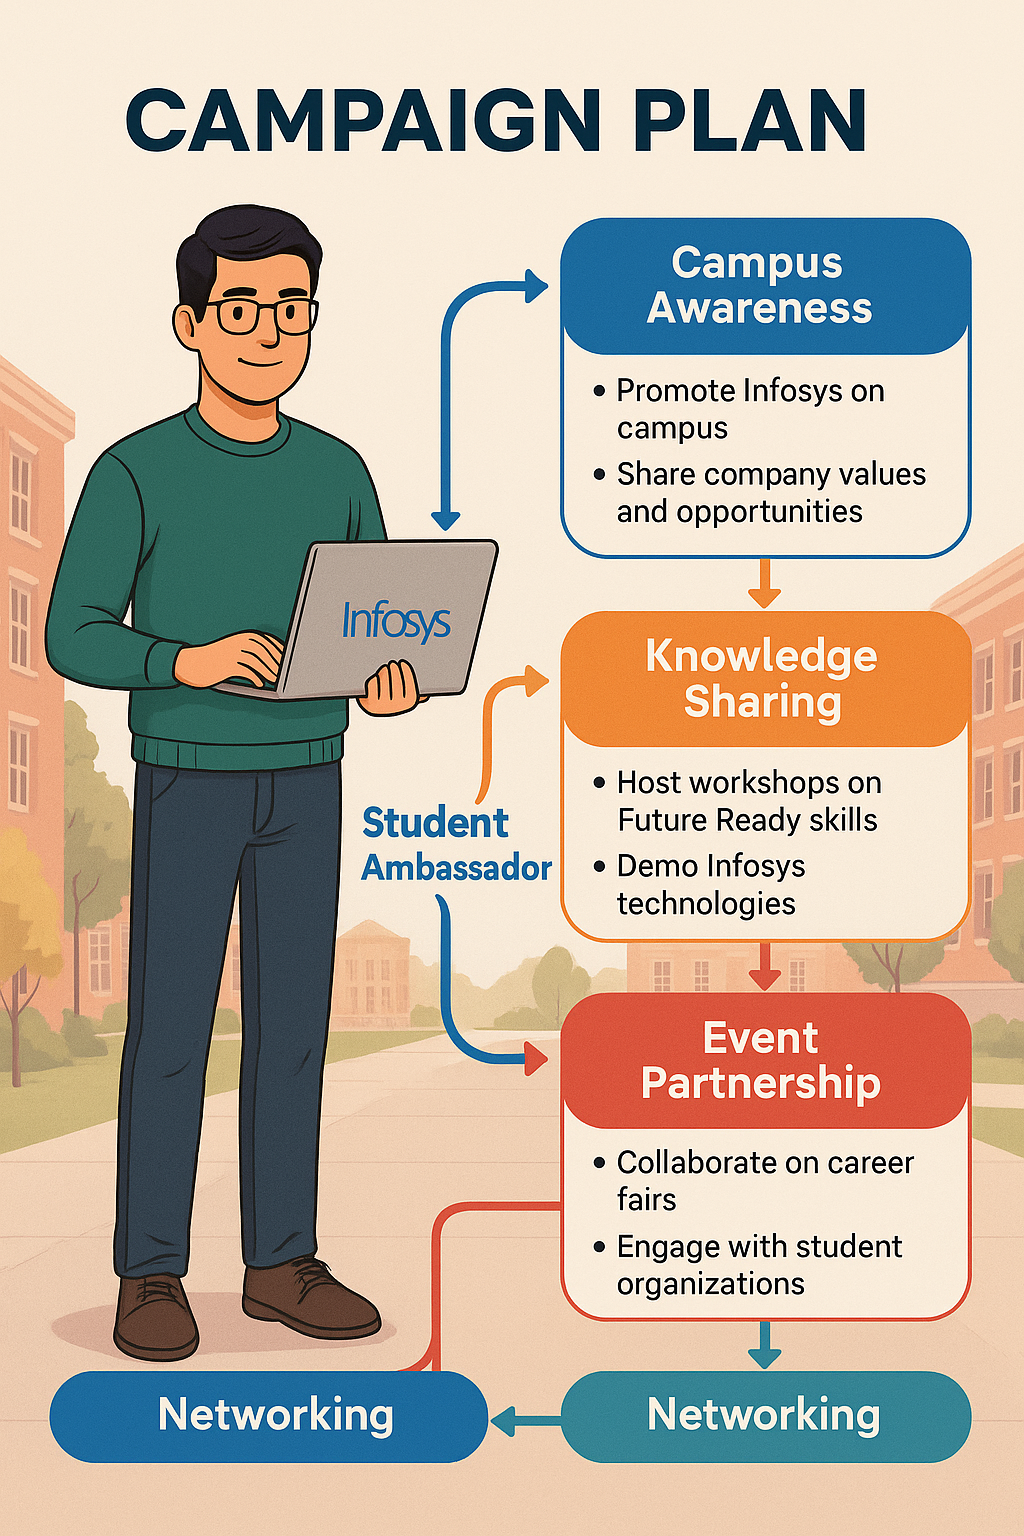 CAMPAIGN PLAN
Campus
Awareness
• Promote Infosys on
campus
• Share company values
and opportunities
Infosys
Knowledge
Sharing
• Host workshops on
Future Ready skills
• Demo Infosys
technologies
Student
Ambassador
Event
Partnership
• Collaborate on career
fairs
• Engage with student
organizations
Networking
Networking